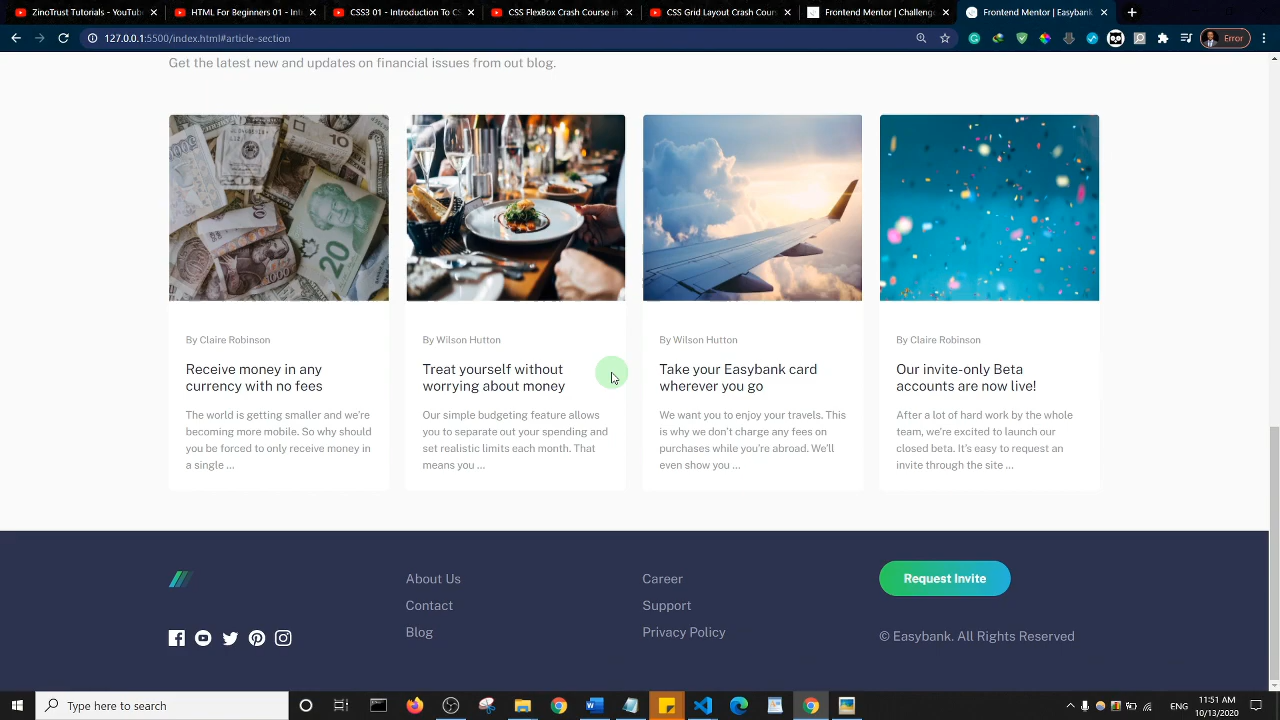 ZinoTrust Tutorials - YouTub
HTML For Beginners 01 - Int
CSS3 01 - Introduction To C
CSS FlexBox Crash Course in
CSS Grid Layout Crash Cour
Frontend Mentor | Challenge
Frontend Mentor | Easybank
127.0.0.1:5500/index.html#article-section
Error
Get the latest new and updates on financial issues from out blog.
By Claire Robinson
Receive money in any
currency with no fees
The world is getting smaller and we're
becoming more mobile. So why should
you be forced to only receive money in
a single ...
By Wilson Hutton
Treat yourself without
worrying about money
Our simple budgeting feature allows
you to separate out your spending and
set realistic limits each month. That
means you ...
By Wilson Hutton
Take your Easybank card
wherever you go
We want you to enjoy your travels. This
is why we don't charge any fees on
purchases while you're abroad. We'll
even show you ...
By Claire Robinson
Our invite-only Beta
accounts are now live!
After a lot of hard work by the whole
team, we're excited to launch our
closed beta. It's easy to request an
invite through the site ...
About Us
Contact
Blog
Career
Support
Privacy Policy
Request Invite
© Easybank. All Rights Reserved
Type here to search
ENG
11:51 AM
10/13/2020